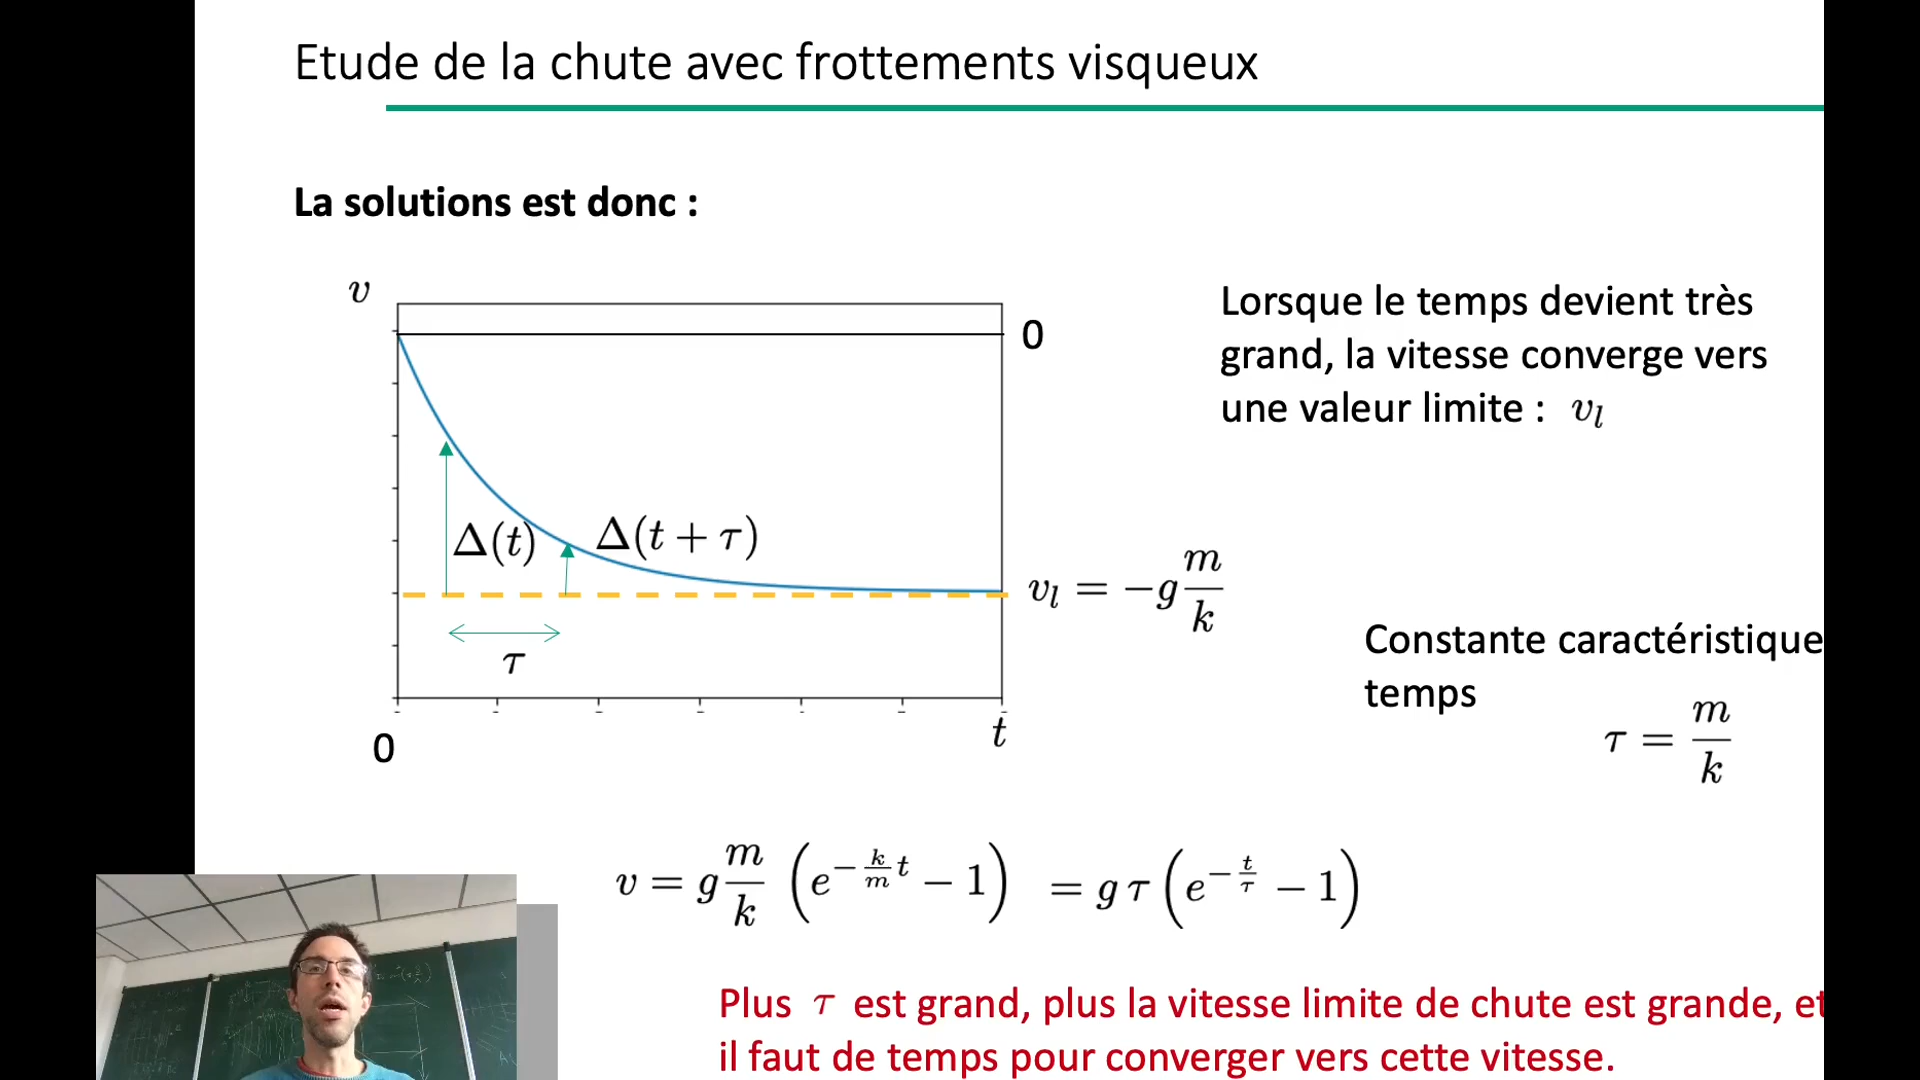 Etude de la chute avec frottements visqueux
La solutions est donc :
v
0
Δ(t)
Δ(t + τ)
τ
0
t
v_l = −g m/k
Lorsque le temps devient très
grand, la vitesse converge vers
une valeur limite : v_l
Constante caractéristique
temps
τ = m/k
v = g m/k (e^{−k/m t} − 1) = g τ (e^{−t/τ} − 1)
Plus τ est grand, plus la vitesse limite de chute est grande, et
il faut de temps pour converger vers cette vitesse.